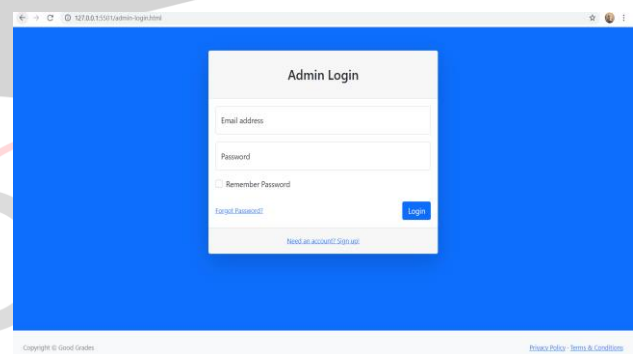 127.0.0.1:5501/admin-login.html
Admin Login
Email address
Password
Remember Password
Forgot Password?
Login
Need an account? Sign up!
Copyright © Good Grades
Privacy Policy · Terms & Conditions